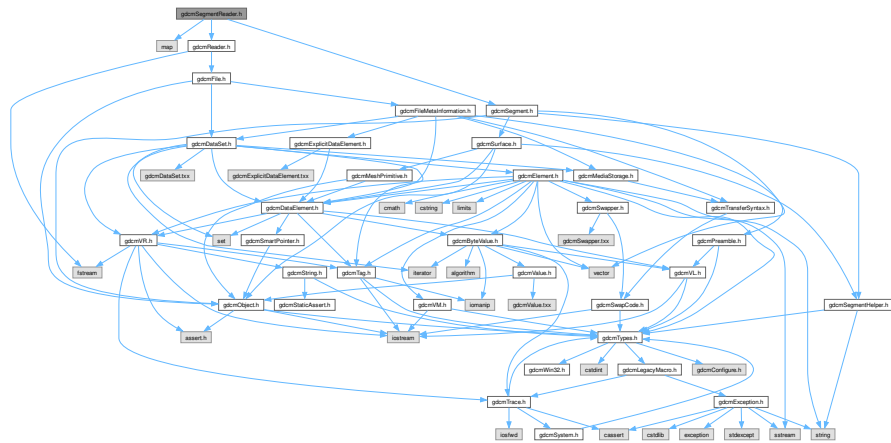 gdcmSegmentReader.h
map
gdcmReader.h
gdcmFile.h
gdcmFileMetaInformation.h
gdcmSegment.h
gdcmDataSet.h
gdcmExplicitDataElement.h
gdcmSurface.h
gdcmDataSet.txx
gdcmExplicitDataElement.txx
gdcmMeshPrimitive.h
gdcmElement.h
gdcmMediaStorage.h
gdcmDataElement.h
cmath
cstring
limits
gdcmSwapper.h
gdcmTransferSyntax.h
gdcmVR.h
set
gdcmSmartPointer.h
gdcmByteValue.h
gdcmSwapper.txx
gdcmPreamble.h
fstream
gdcmString.h
gdcmTag.h
iterator
algorithm
gdcmValue.h
vector
gdcmVL.h
gdcmObject.h
gdcmStaticAssert.h
gdcmVM.h
iomanip
gdcmValue.txx
gdcmSwapCode.h
gdcmSegmentHelper.h
assert.h
iostream
gdcmTypes.h
gdcmWin32.h
cstdint
gdcmLegacyMacro.h
gdcmConfigure.h
gdcmTrace.h
gdcmException.h
iosfwd
gdcmSystem.h
cassert
cstdlib
exception
stdexcept
sstream
string